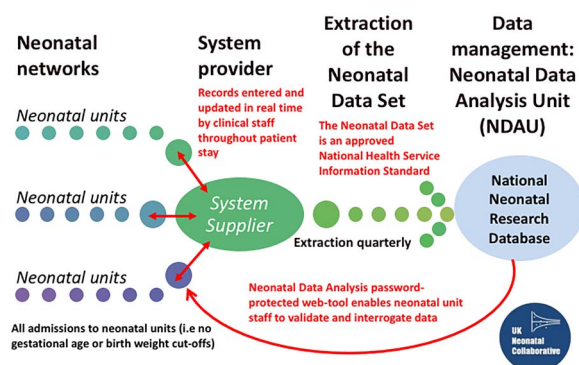 Neonatal
networks
System
provider
Extraction
of the
Neonatal
Data Set
Data
management:
Neonatal Data
Analysis Unit
(NDAU)
Neonatal units
Records entered and
updated in real time
by clinical staff
throughout patient
stay
The Neonatal Data Set
is an approved
National Health Service
Information Standard
Neonatal units
System
Supplier
Extraction quarterly
National
Neonatal
Research
Database
Neonatal units
Neonatal Data Analysis password-
protected web-tool enables neonatal unit
staff to validate and interrogate data
All admissions to neonatal units (i.e no
gestational age or birth weight cut-offs)
UK
Neonatal
Collaborative